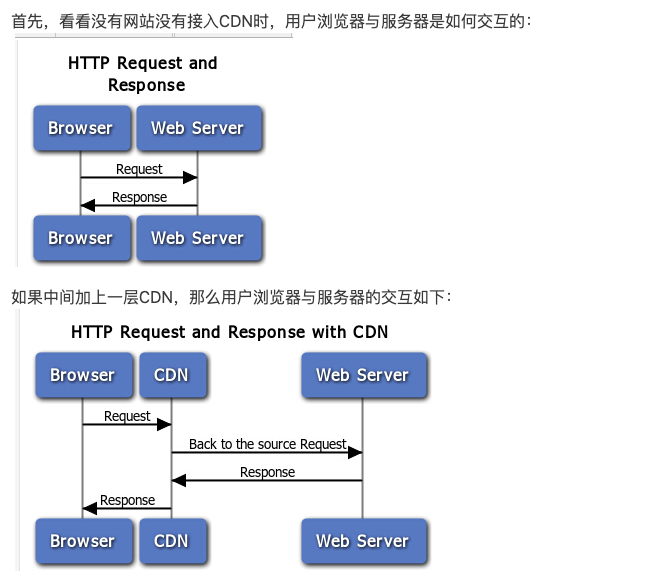 首先，看看没有网站没有接入CDN时，用户浏览器与服务器是如何交互的：
HTTP Request and
Response
Browser
Web Server
Request
Response
Browser
Web Server
如果中间加上一层CDN，那么用户浏览器与服务器的交互如下：
HTTP Request and Response with CDN
Browser
CDN
Web Server
Request
Back to the source Request
Response
Response
Browser
CDN
Web Server